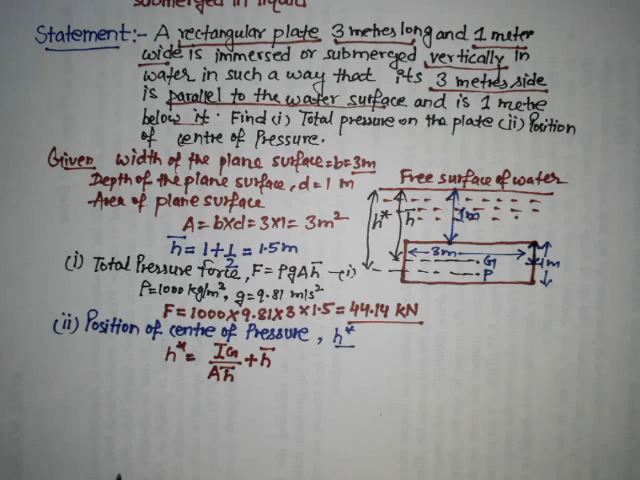 submerged in liquid
Statement:- A rectangular plate 3 metres long and 1 meter
wide is immersed or submerged vertically in
water in such a way that its 3 metres side
is parallel to the water surface and is 1 metre
below it. Find (i) Total pressure on the plate (ii) Position
of centre of Pressure.
Given width of the plane surface = b = 3m
Depth of the plane surface, d = 1 m
Area of plane surface
A = b×d = 3×1 = 3m²
h̄ = 1 + 1/2 = 1.5m
(i) Total Pressure force, F = ρgAh̄ —(i)
ρ = 1000 kg/m³, g = 9.81 m/s²
F = 1000×9.81×3×1.5 = 44.14 KN
(ii) Position of centre of Pressure, h*
h* = IG/Ah̄ + h̄
Free surface of water
h*
h̄
1m
3m
G
P
1m